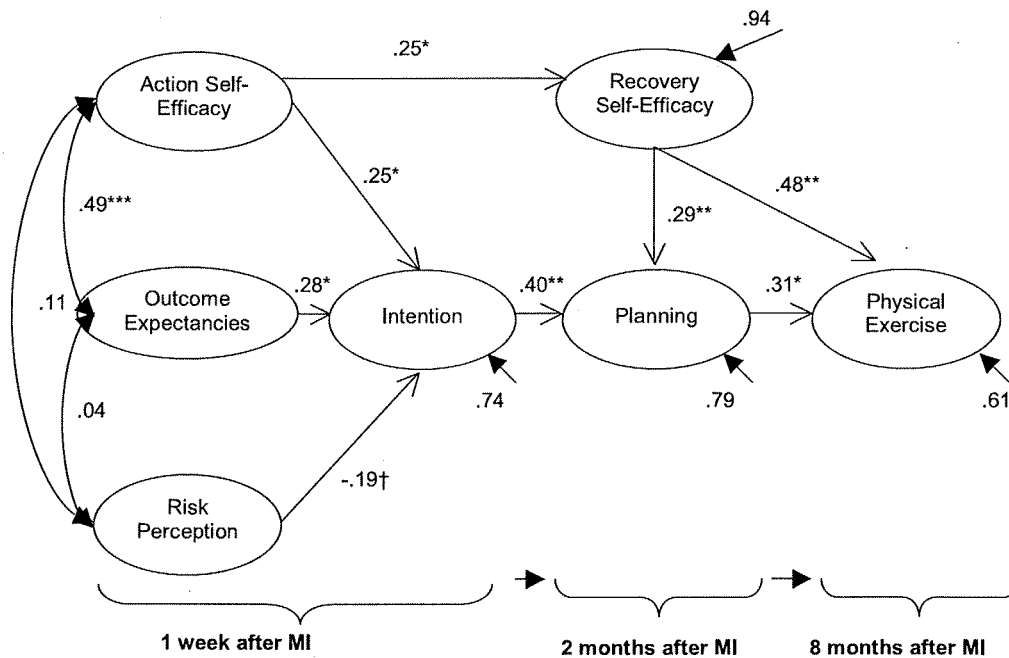 .94
.25*
Action Self-
Efficacy
Recovery
Self-Efficacy
.25*
.48**
.49***
.29**
.11
Outcome
Expectancies
.28*
Intention
.40**
Planning
.31*
Physical
Exercise
.04
.74
.79
.61
-.19†
Risk
Perception
1 week after MI
2 months after MI
8 months after MI